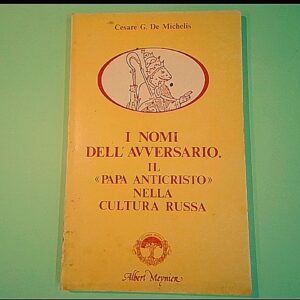 Cesare G. De Michelis
I NOMI
DELL'AVVERSARIO.
IL
«PAPA ANTICRISTO»
NELLA
CULTURA RUSSA
Albert Meynier